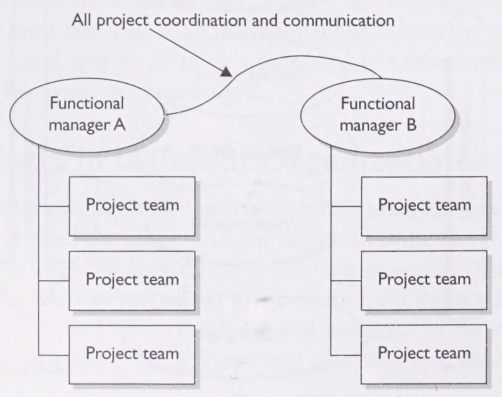 All project coordination and communication
Functional
manager A
Functional
manager B
Project team
Project team
Project team
Project team
Project team
Project team